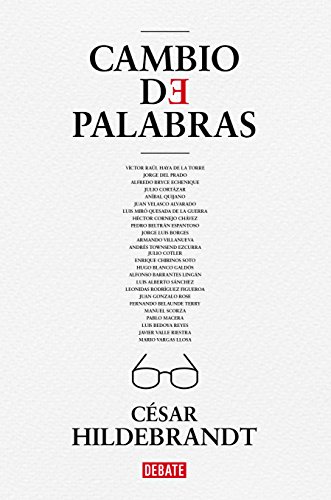 CAMBIO
DE
PALABRAS
VÍCTOR RAÚL HAYA DE LA TORRE
JORGE DEL PRADO
ALFREDO BRYCE ECHENIQUE
JULIO CORTÁZAR
ANÍBAL QUIJANO
JUAN VELASCO ALVARADO
LUIS MIRÓ QUESADA DE LA GUERRA
HÉCTOR CORNEJO CHÁVEZ
PEDRO BELTRÁN ESPANTOSO
JORGE LUIS BORGES
ARMANDO VILLANUEVA
ANDRÉS TOWNSEND EZCURRA
JULIO COTLER
ENRIQUE CHIRINOS SOTO
HUGO BLANCO GALDÓS
ALFONSO BARRANTES LINGÁN
LUIS ALBERTO SÁNCHEZ
LEONIDAS RODRÍGUEZ FIGUEROA
JUAN GONZALO ROSE
FERNANDO BELAUNDE TERRY
MANUEL SCORZA
PABLO MACERA
LUIS BEDOYA REYES
JAVIER VALLE RIESTRA
MARIO VARGAS LLOSA
CÉSAR
HILDEBRANDT
DEBATE